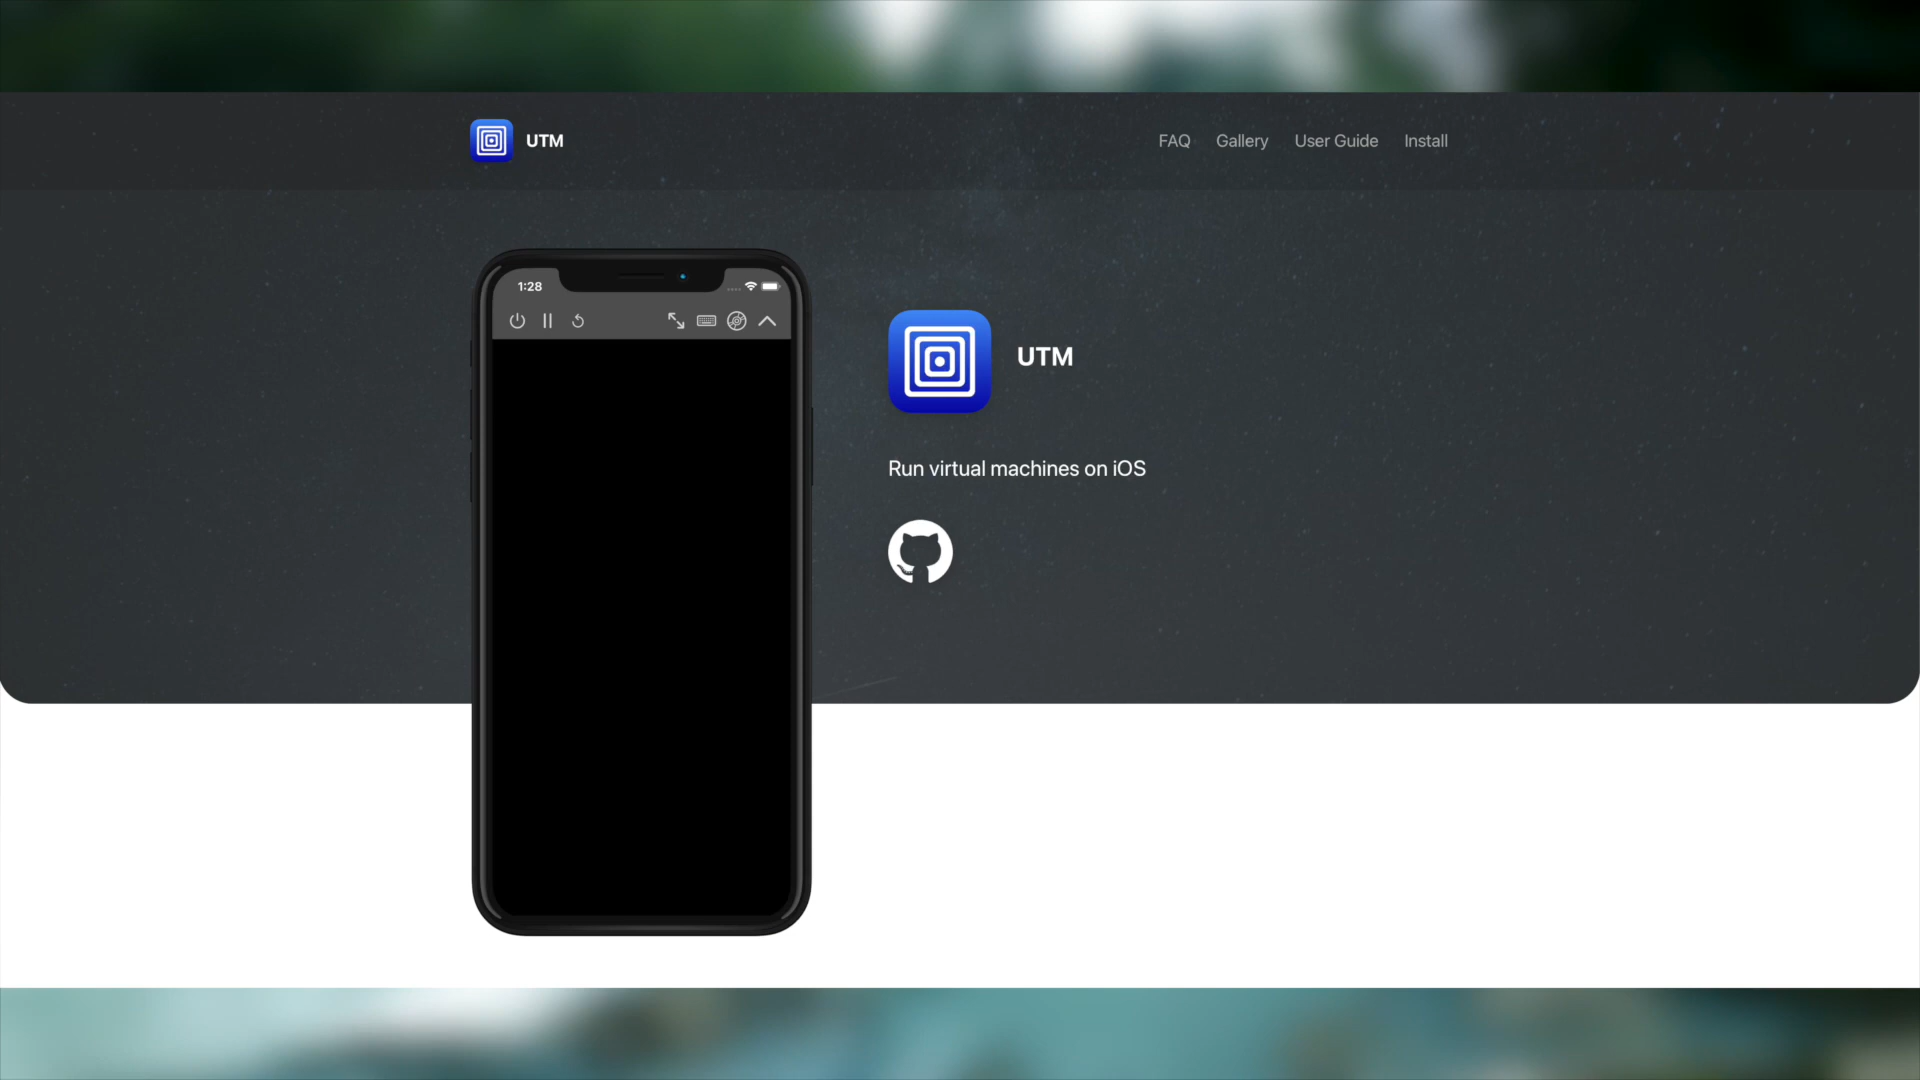 UTM
FAQ Gallery User Guide Install
1:28
UTM
Run virtual machines on iOS